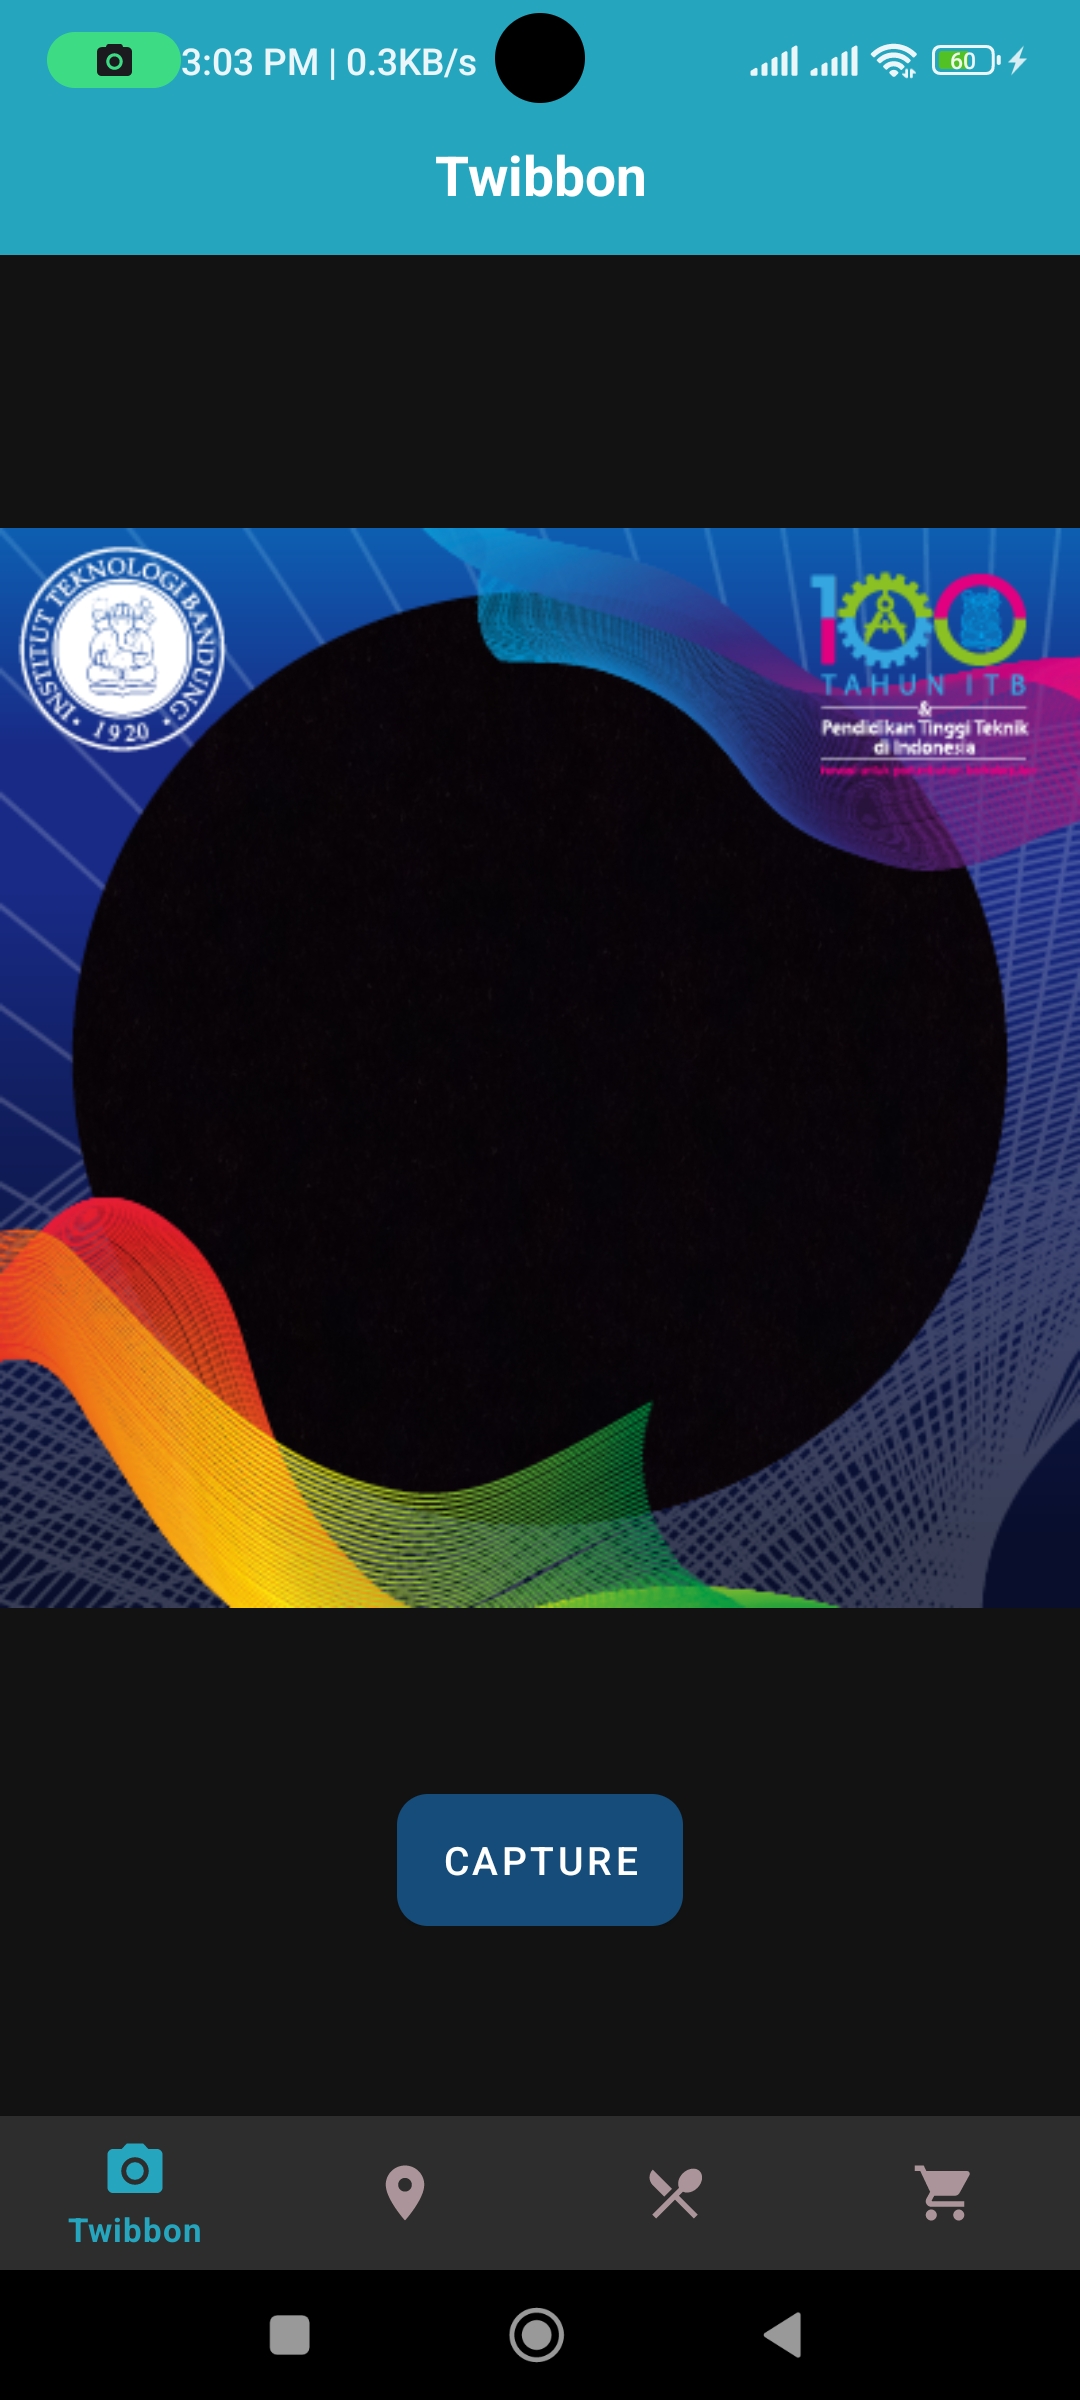 3:03 PM | 0.3KB/s
60
Twibbon
INSTITUT TEKNOLOGI BANDUNG
1920
100
TAHUN ITB
&
Pendidikan Tinggi Teknik
di Indonesia
CAPTURE
Twibbon